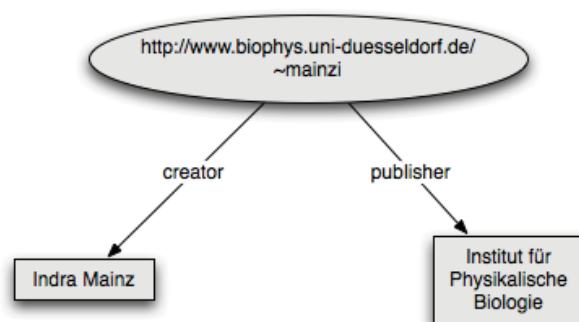 http://www.biophys.uni-duesseldorf.de/
~mainzi
creator
publisher
Indra Mainz
Institut für
Physikalische
Biologie